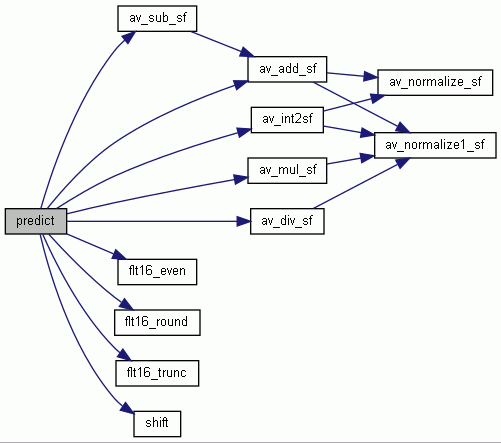 av_sub_sf
av_add_sf
av_normalize_sf
av_int2sf
av_normalize1_sf
av_mul_sf
predict
av_div_sf
flt16_even
flt16_round
flt16_trunc
shift